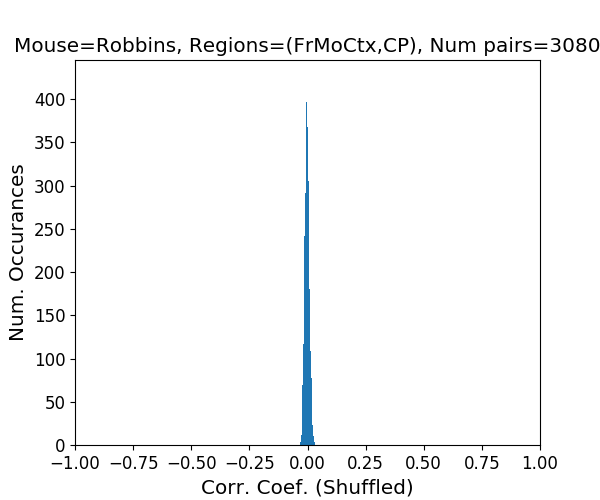 Mouse=Robbins, Regions=(FrMoCtx,CP), Num pairs=3080
400
350
300
250
200
150
100
50
0
Num. Occurances
−1.00 −0.75 −0.50 −0.25 0.00 0.25 0.50 0.75 1.00
Corr. Coef. (Shuffled)